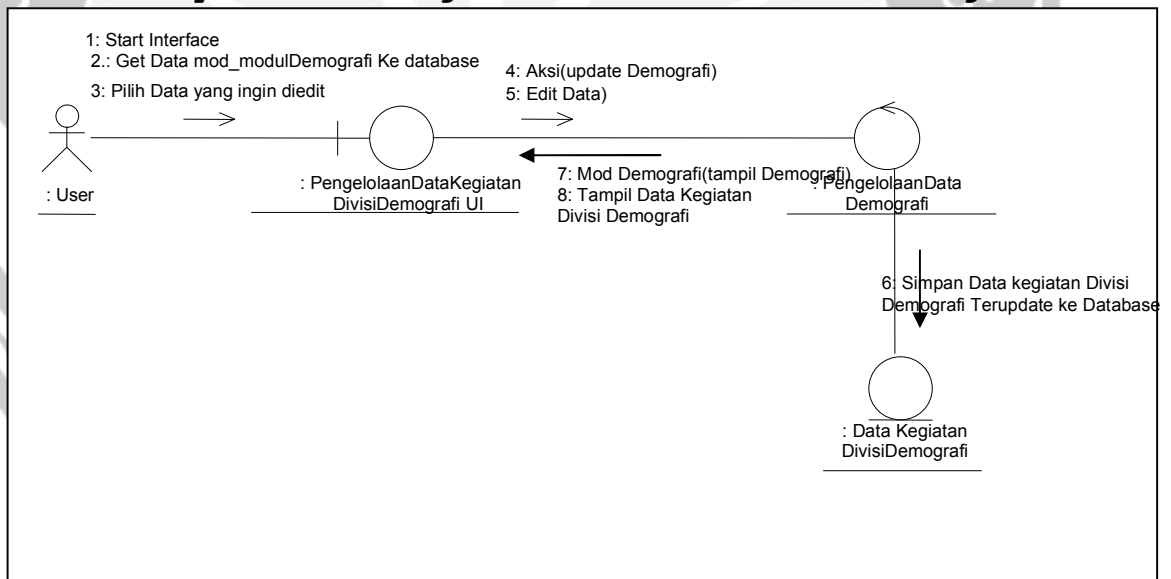 1: Start Interface
2.: Get Data mod_modulDemografi Ke database
3: Pilih Data yang ingin diedit
4: Aksi(update Demografi)
5: Edit Data)
: User
: PengelolaanDataKegiatan
DivisiDemografi UI
7: Mod Demografi(tampil Demografi)
8: Tampil Data Kegiatan
Divisi Demografi
: PengelolaanData
Demografi
6: Simpan Data kegiatan Divisi
Demografi Terupdate ke Database
: Data Kegiatan
DivisiDemografi